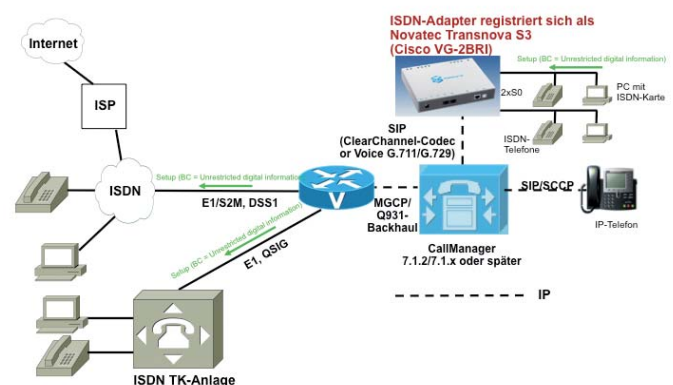 ISDN-Adapter registriert sich als
Novatec Transnova S3
(Cisco VG-2BRI)
Setup (BC = Unrestricted digital information)
Internet
ISP
2xS0
PC mit
ISDN-Karte
ISDN-
Telefone
SIP
(ClearChannel-Codec
or Voice G.711/G.729)
Setup (BC = Unrestricted digital information)
ISDN
E1/S2M, DSS1
V
MGCP/
Q931-
Backhaul
SIP/SCCP
IP-Telefon
CallManager
7.1.2/7.1.x oder später
Setup (BC = Unrestricted digital information)
E1, QSIG
IP
ISDN TK-Anlage